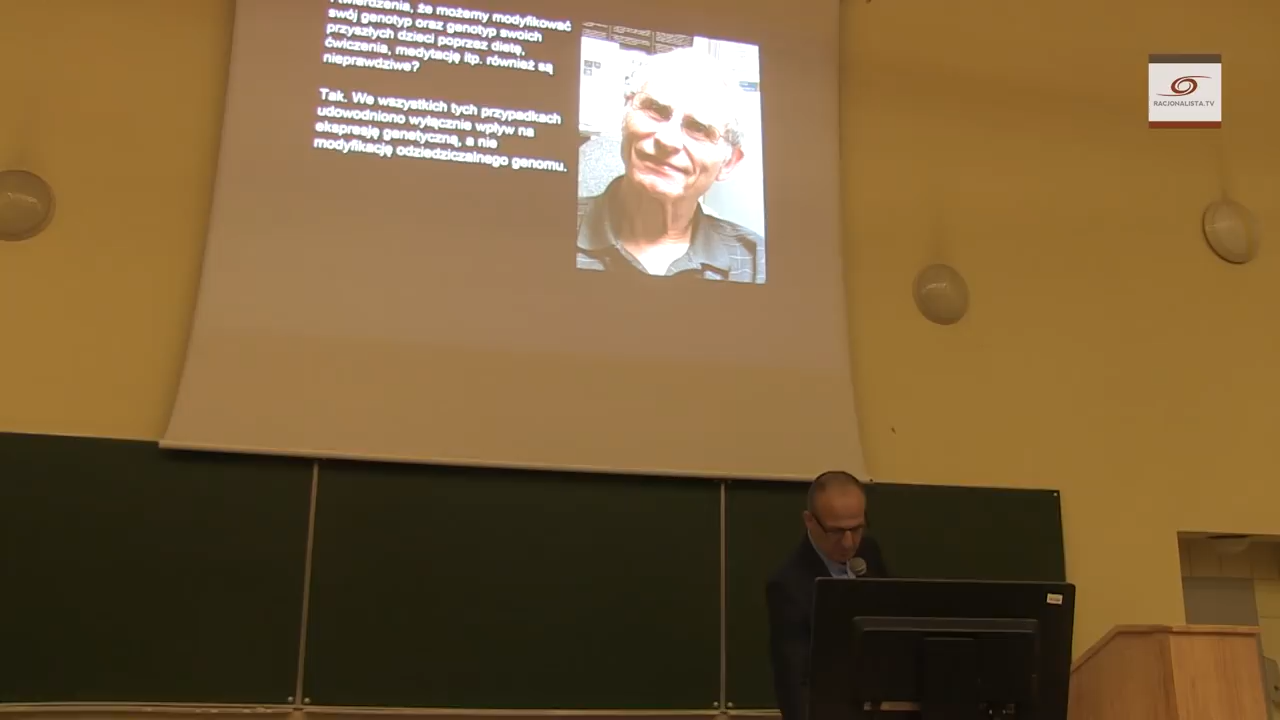 że możemy modyfikować
swój genotyp oraz genotyp swoich
przyszłych dzieci poprzez dietę,
ćwiczenia, medytację itp. również są
nieprawdziwe?
Tak. We wszystkich tych przypadkach
udowodniono wyłącznie wpływ na
ekspresję genetyczną, a nie
modyfikację odziedziczalnego genomu.
RACJONALISTA.TV